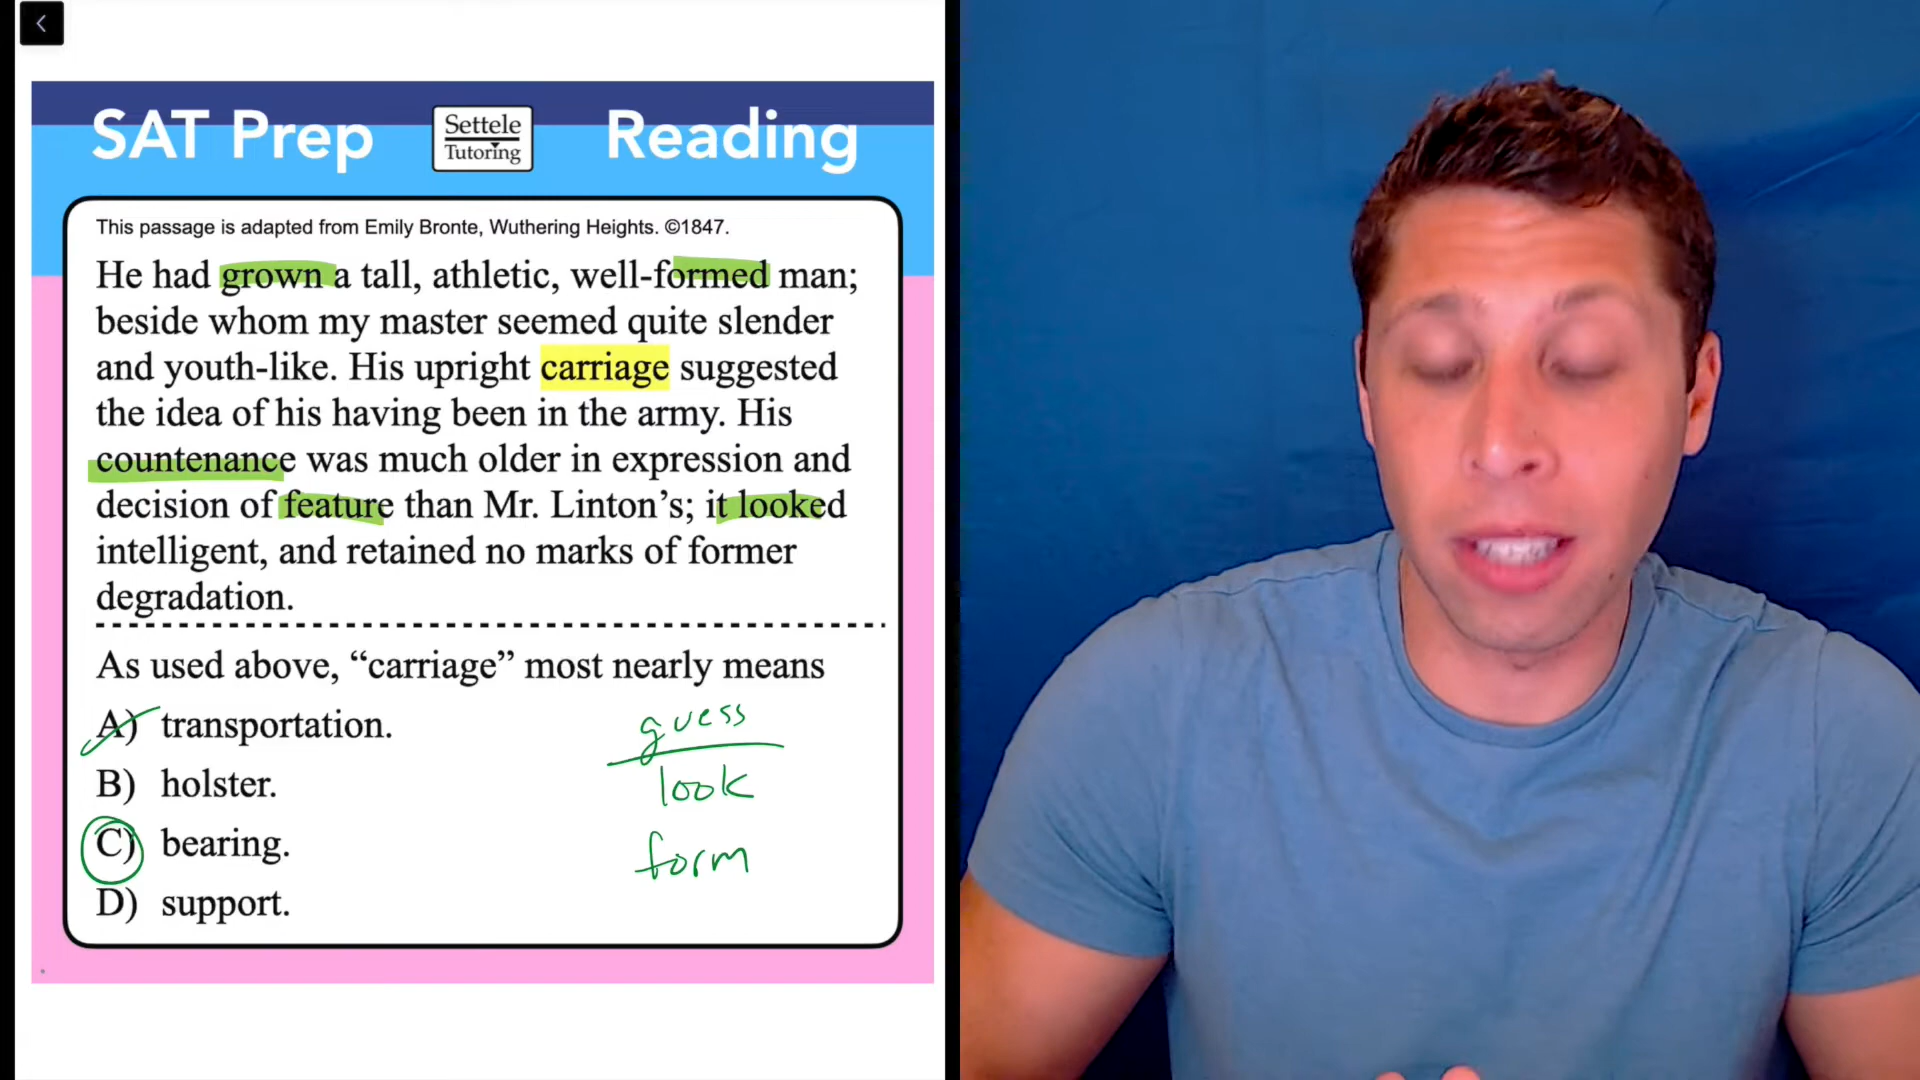 SAT Prep
Settele
Tutoring
Reading
This passage is adapted from Emily Bronte, Wuthering Heights. ©1847.
He had grown a tall, athletic, well-formed man;
beside whom my master seemed quite slender
and youth-like. His upright carriage suggested
the idea of his having been in the army. His
countenance was much older in expression and
decision of feature than Mr. Linton’s; it looked
intelligent, and retained no marks of former
degradation.
As used above, “carriage” most nearly means
A) transportation.
B) holster.
C) bearing.
D) support.
guess
look
form